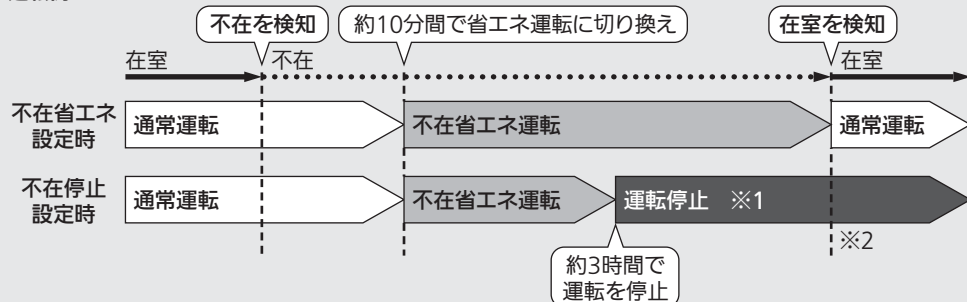 不在を検知
約10分間で省エネ運転に切り換え
在室を検知
在室
不在
在室
不在省エネ
設定時
通常運転
不在省エネ運転
通常運転
不在停止
設定時
通常運転
不在省エネ運転
運転停止 ※1
※2
約3時間で
運転を停止